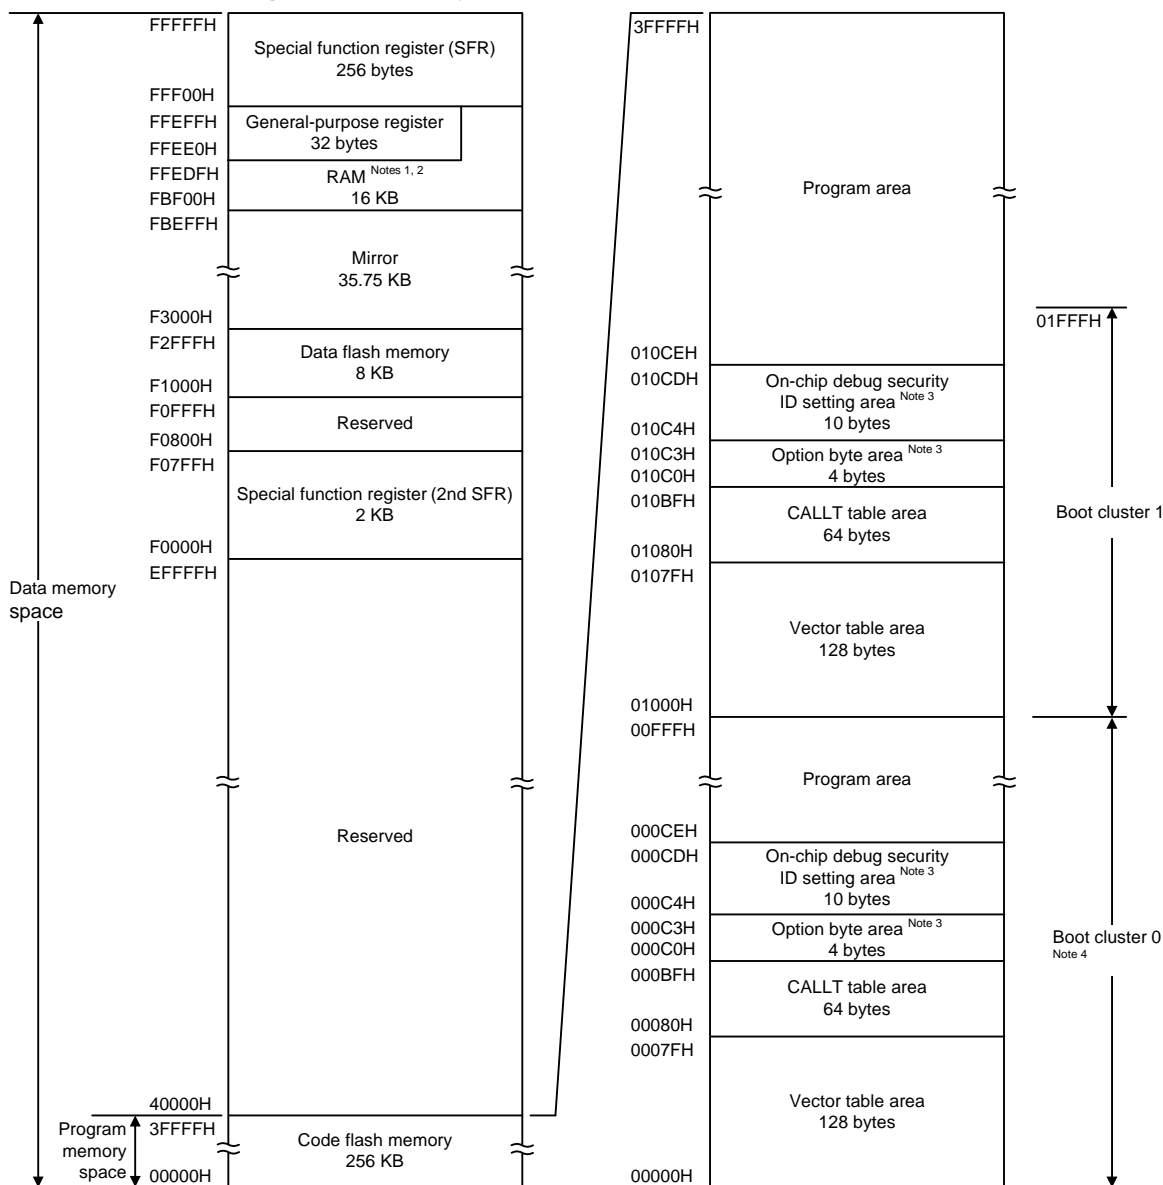 FFFFFH
Special function register (SFR)
256 bytes
FFF00H
FFEFFH
General-purpose register
32 bytes
FFEE0H
FFEDFH
RAM Notes 1, 2
16 KB
FBF00H
FBEFFH
Mirror
35.75 KB
F3000H
F2FFFH
Data flash memory
8 KB
F1000H
F0FFFH
Reserved
F0800H
F07FFH
Special function register (2nd SFR)
2 KB
F0000H
EFFFFH
Data memory
space
Reserved
40000H
Program
memory
space
3FFFFH
Code flash memory
256 KB
00000H
3FFFFH
Program area
01FFFH
010CEH
010CDH
On-chip debug security
ID setting area Note 3
10 bytes
010C4H
010C3H
Option byte area Note 3
4 bytes
010C0H
010BFH
CALLT table area
64 bytes
01080H
0107FH
Vector table area
128 bytes
01000H
Boot cluster 1
00FFFH
Program area
000CEH
000CDH
On-chip debug security
ID setting area Note 3
10 bytes
000C4H
000C3H
Option byte area Note 3
4 bytes
000C0H
000BFH
CALLT table area
64 bytes
00080H
0007FH
Vector table area
128 bytes
00000H
Boot cluster 0
Note 4